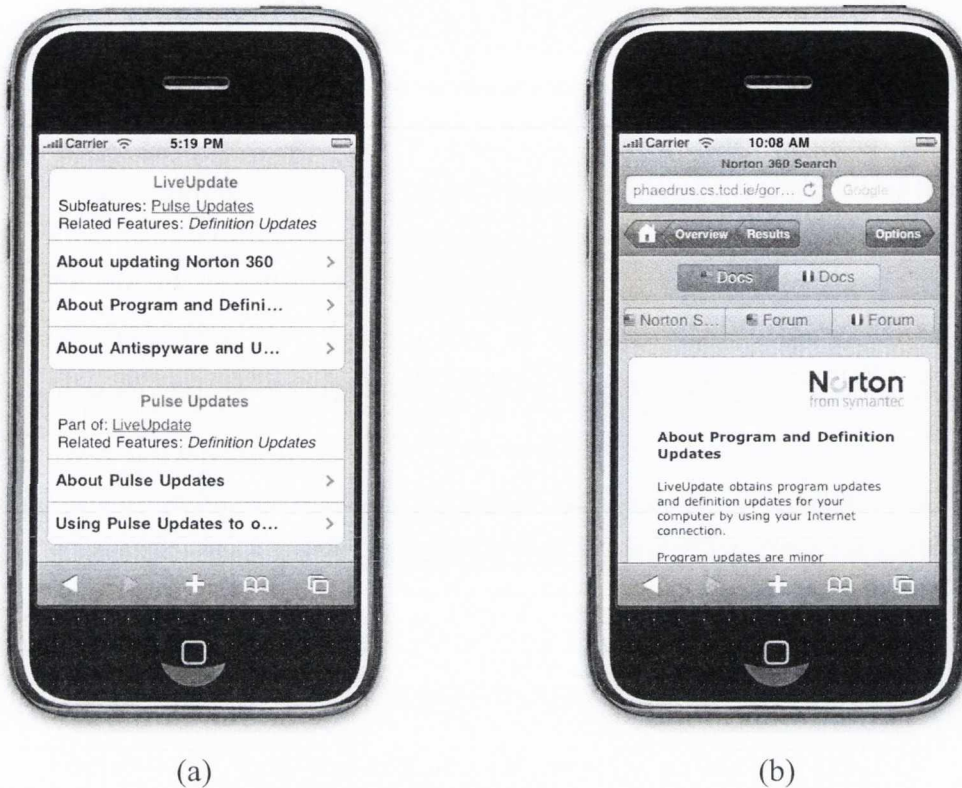 Carrier 5:19 PM
LiveUpdate
Subfeatures: Pulse Updates
Related Features: Definition Updates
About updating Norton 360
About Program and Defini...
About Antispyware and U...
Pulse Updates
Part of: LiveUpdate
Related Features: Definition Updates
About Pulse Updates
Using Pulse Updates to o...
(a)
Carrier 10:08 AM
Norton 360 Search
phaedrus.cs.tcd.ie/gor... Google
Overview Results Options
Docs Docs
Norton S... Forum Forum
Norton
from symantec
About Program and Definition
Updates
LiveUpdate obtains program updates
and definition updates for your
computer by using your Internet
connection.
Program updates are minor
(b)